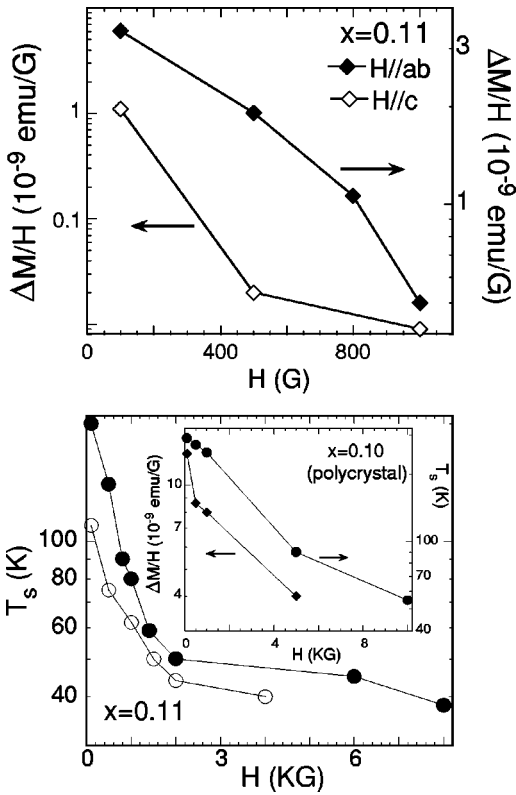 x=0.11
H//ab
H//c
ΔM/H (10⁻⁹ emu/G)
1
0.1
ΔM/H (10⁻⁹ emu/G)
3
1
0 400 800
H (G)
Tₛ (K)
100
80
60
40
x=0.11
0 3 6
H (KG)
x=0.10
(polycrystal)
ΔM/H (10⁻⁹ emu/G)
10
7
4
Tₛ (K)
100
70
40
0 4 8
H (KG)